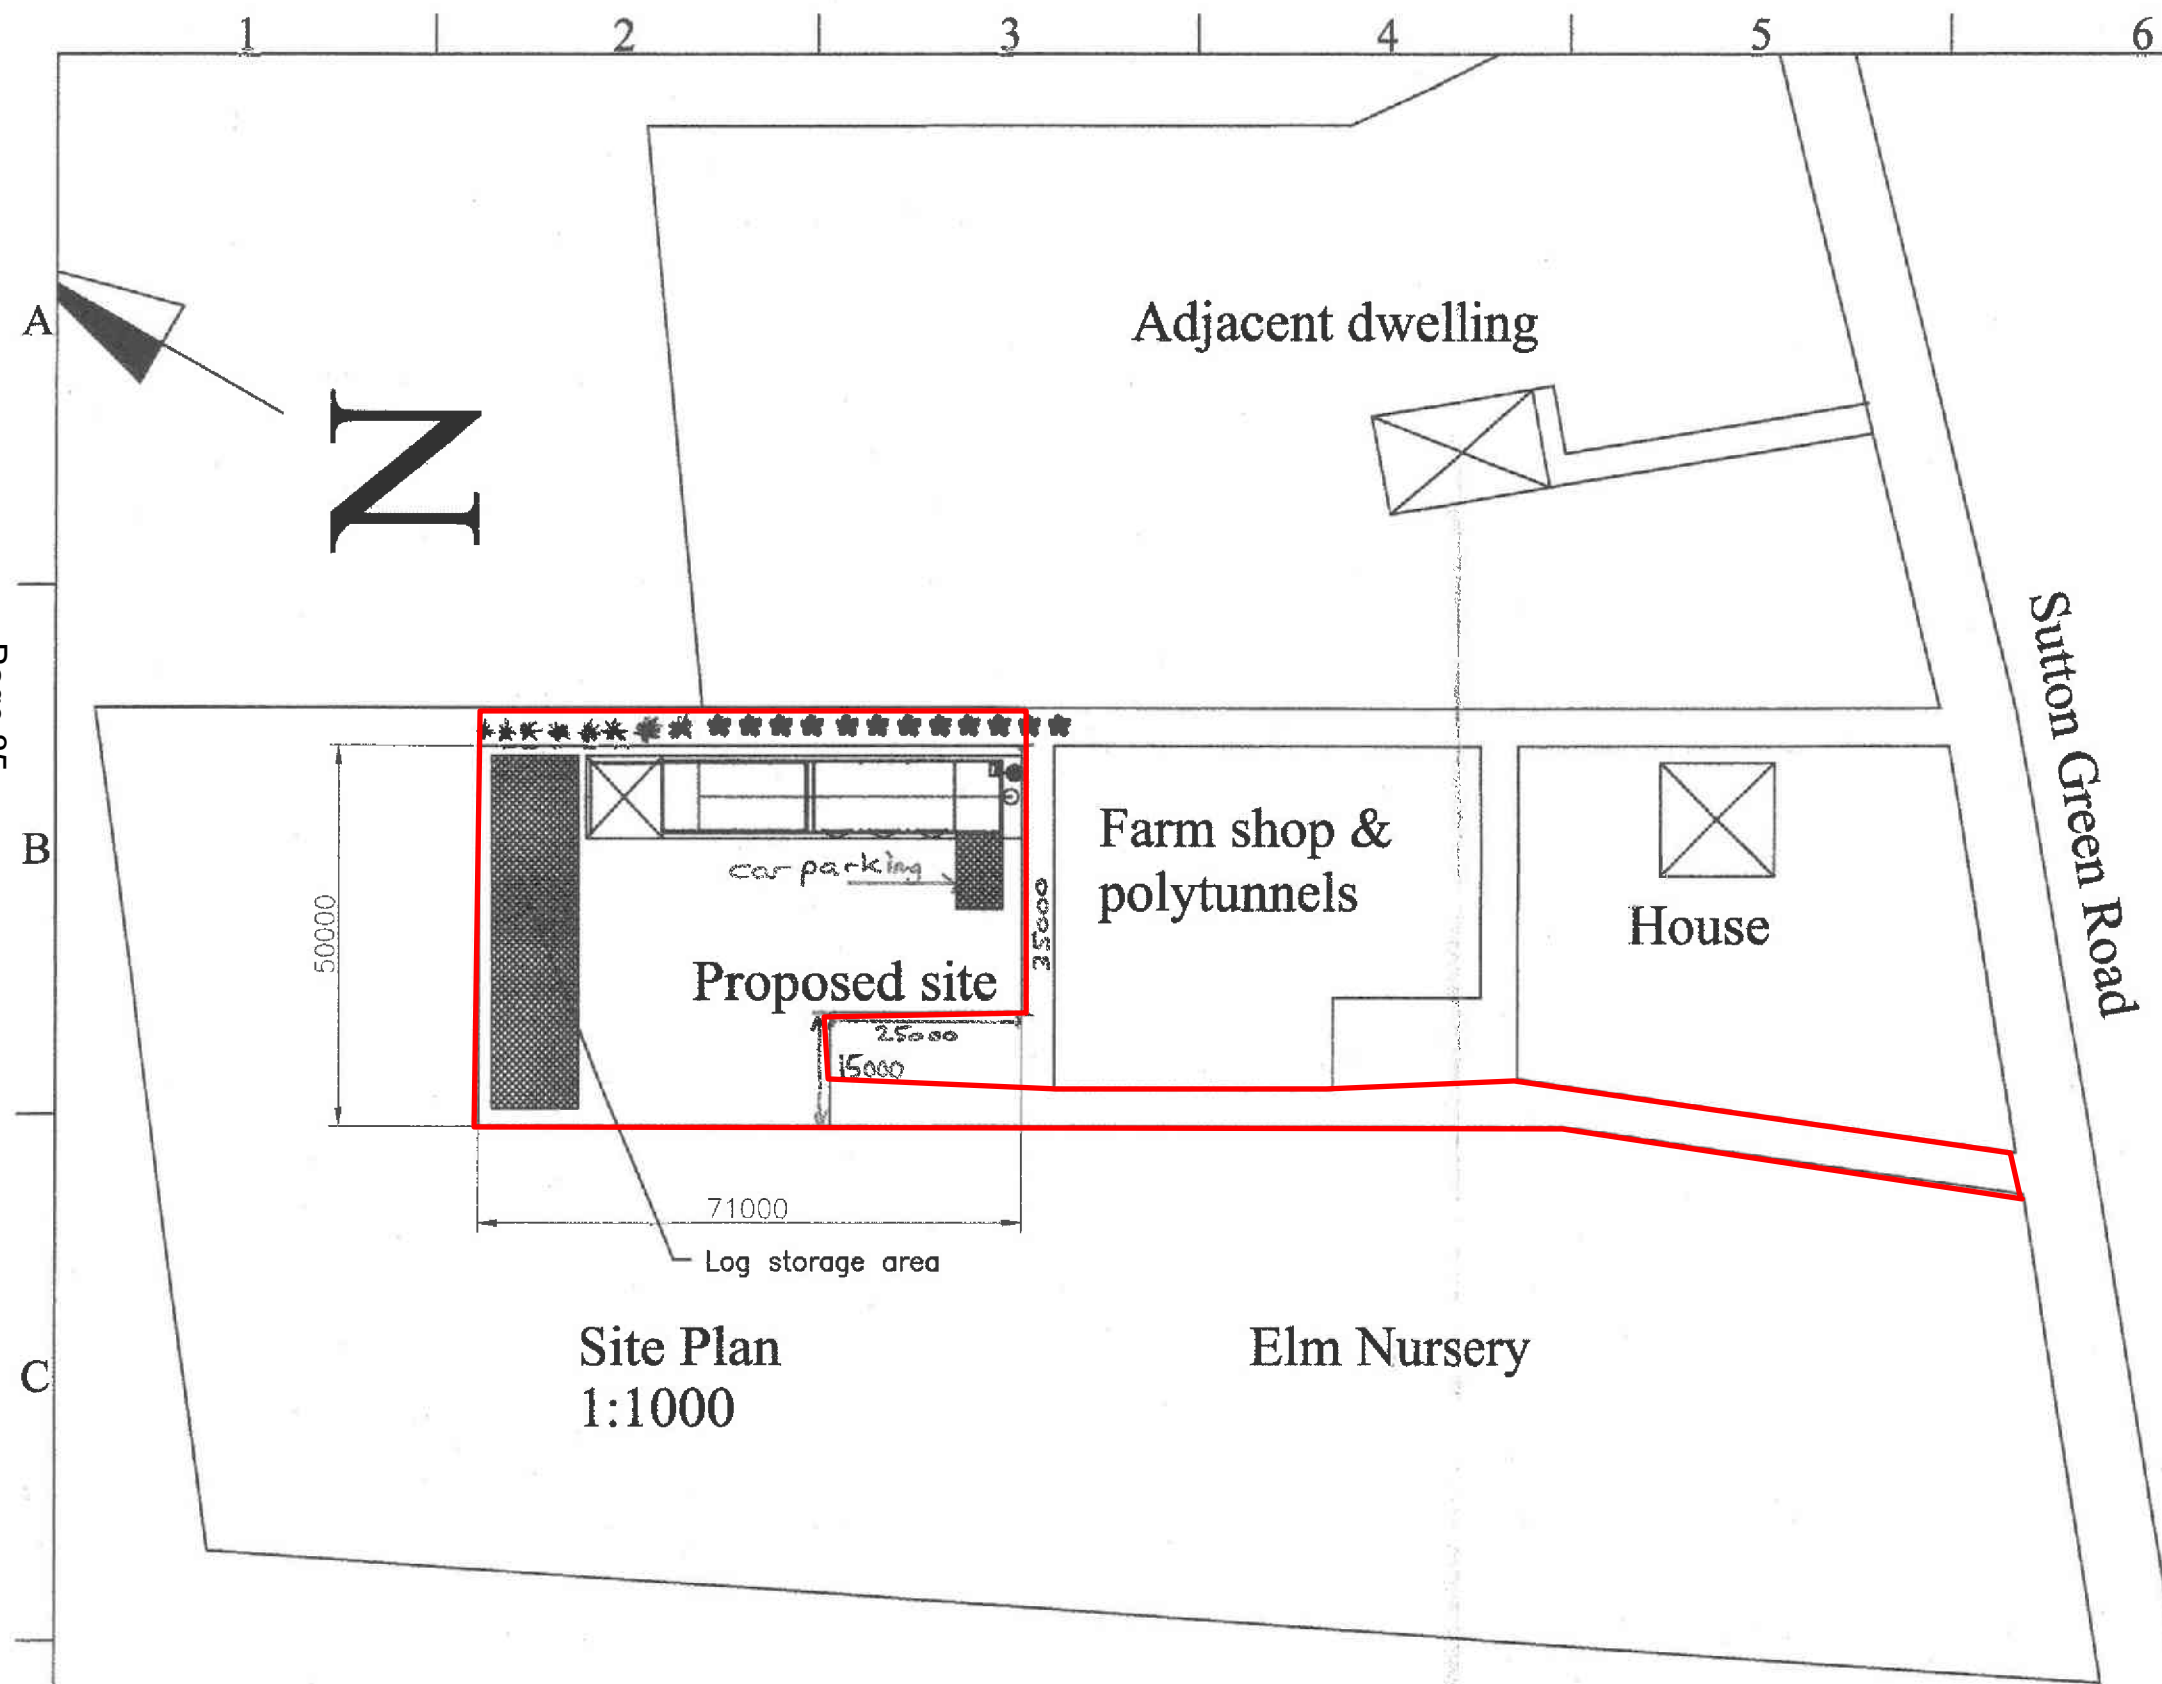 1 2 3 4 5 6
A
N
Adjacent dwelling
Sutton Green Road
B
50000
car parking
35000
Farm shop &
polytunnels
House
Proposed site
25000
15000
71000
Log storage area
C
Site Plan
1:1000
Elm Nursery